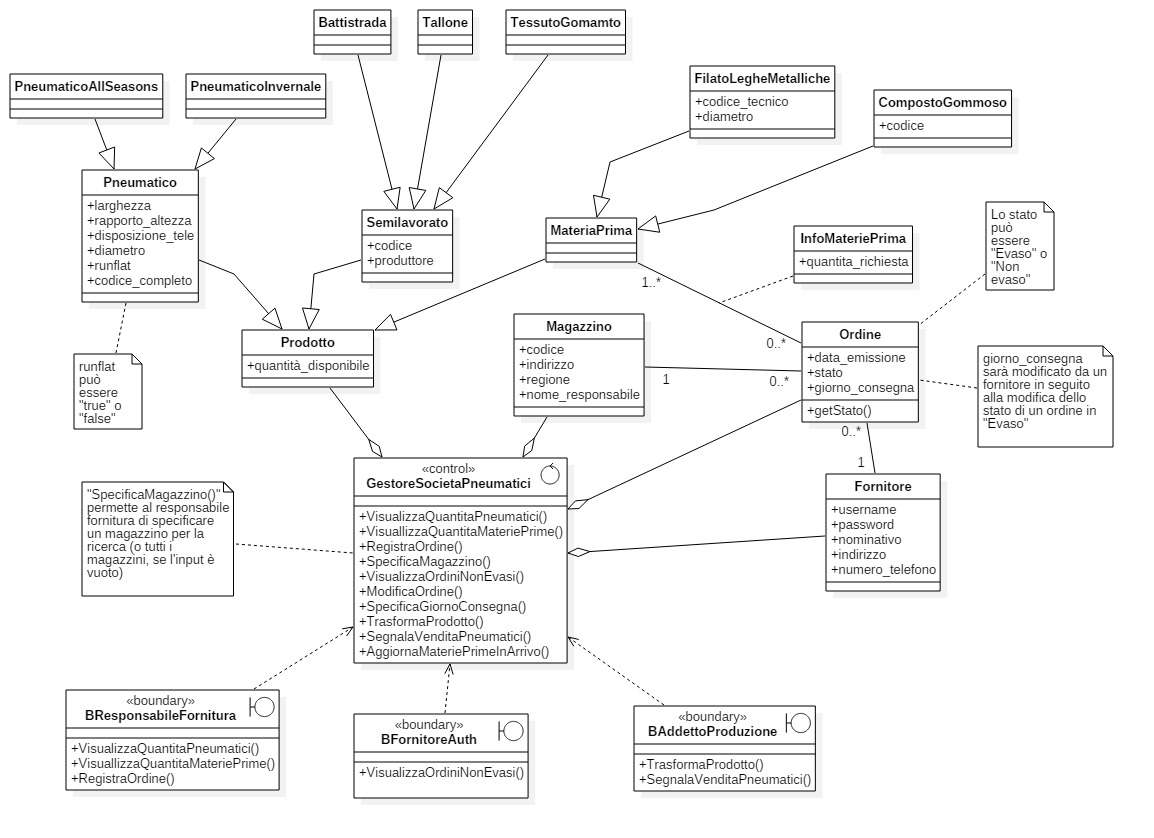 Battistrada
Tallone
TessutoGomamto
PneumaticoAllSeasons
PneumaticoInvernale
FilatoLegheMetalliche
+codice_tecnico
+diametro
CompostoGommoso
+codice
Pneumatico
+larghezza
+rapporto_altezza
+disposizione_tele
+diametro
+runflat
+codice_completo
Semilavorato
+codice
+produttore
MateriaPrima
InfoMateriePrima
+quantita_richiesta
Lo stato
può
essere
"Evaso" o
"Non
evaso"
1..*
0..*
Prodotto
+quantità_disponibile
Magazzino
+codice
+indirizzo
+regione
+nome_responsabile
1
0..*
Ordine
+data_emissione
+stato
+giorno_consegna
+getStato()
giorno_consegna
sarà modificato da un
fornitore in seguito
alla modifica dello
stato di un ordine in
"Evaso"
runflat
può
essere
"true" o
"false"
0..*
1
«control»
GestoreSocietaPneumatici
+VisualizzaQuantitaPneumatici()
+VisuallizzaQuantitaMateriePrime()
+RegistraOrdine()
+SpecificaMagazzino()
+VisualizzaOrdiniNonEvasi()
+ModificaOrdine()
+SpecificaGiornoConsegna()
+TrasformaProdotto()
+SegnalaVenditaPneumatici()
+AggiornaMateriePrimeInArrivo()
Fornitore
+username
+password
+nominativo
+indirizzo
+numero_telefono
"SpecificaMagazzino()"
permette al responsabile
fornitura di specificare
un magazzino per la
ricerca (o tutti i
magazzini, se l'input è
vuoto)
«boundary»
BResponsabileFornitura
+VisualizzaQuantitaPneumatici()
+VisuallizzaQuantitaMateriePrime()
+RegistraOrdine()
«boundary»
BFornitoreAuth
+VisualizzaOrdiniNonEvasi()
«boundary»
BAddettoProduzione
+TrasformaProdotto()
+SegnalaVenditaPneumatici()